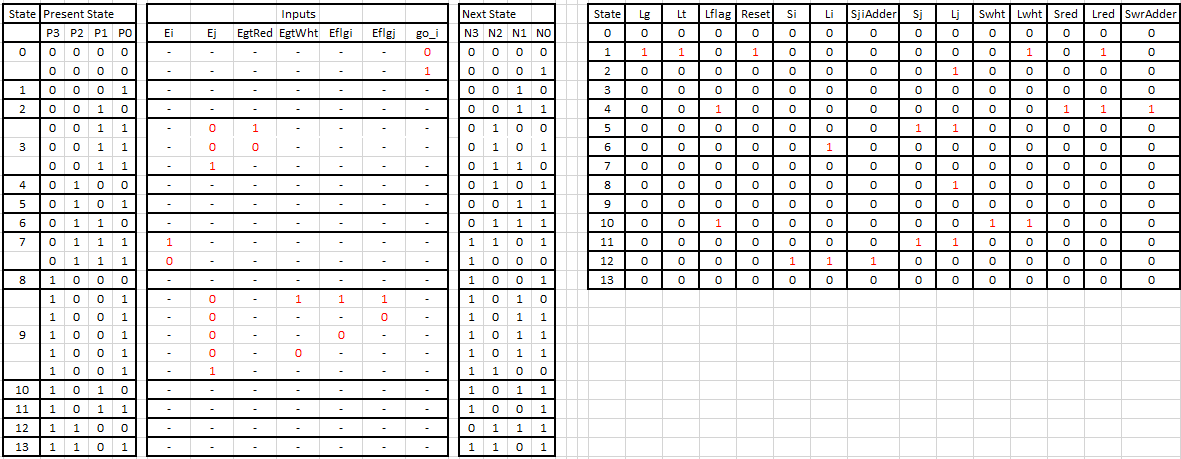 State Present State Inputs Next State
P3 P2 P1 P0 Ei Ej EgtRed EgtWht Eflgi Eflgj go_i N3 N2 N1 N0
0 0 0 0 0 - - - - - - 0 0 0 0 0
0 0 0 0 - - - - - - 1 0 0 0 1
1 0 0 0 1 - - - - - - - 0 0 1 0
2 0 0 1 0 - - - - - - - 0 0 1 1
0 0 1 1 - 0 1 - - - - 0 1 0 0
3 0 0 1 1 - 0 0 - - - - 0 1 0 1
0 0 1 1 - 1 - - - - - 0 1 1 0
4 0 1 0 0 - - - - - - - 0 1 0 1
5 0 1 0 1 - - - - - - - 0 0 1 1
6 0 1 1 0 - - - - - - - 0 1 1 1
7 0 1 1 1 1 - - - - - - 1 1 0 1
0 1 1 1 0 - - - - - - 1 0 0 0
8 1 0 0 0 - - - - - - - 1 0 0 1
1 0 0 1 - 0 - 1 1 1 - 1 0 1 0
1 0 0 1 - 0 - - - 0 - 1 0 1 1
9 1 0 0 1 - 0 - - 0 - - 1 0 1 1
1 0 0 1 - 0 - 0 - - - 1 0 1 1
1 0 0 1 - 1 - - - - - 1 1 0 0
10 1 0 1 0 - - - - - - - 1 0 1 1
11 1 0 1 1 - - - - - - - 1 0 0 1
12 1 1 0 0 - - - - - - - 0 1 1 1
13 1 1 0 1 - - - - - - - 1 1 0 1
State Lg Lt Lflag Reset Si Li SjiAdder Sj Lj Swht Lwht Sred Lred SwrAdder
0 0 0 0 0 0 0 0 0 0 0 0 0 0 0
1 1 1 0 1 0 0 0 0 0 0 1 0 1 0
2 0 0 0 0 0 0 0 0 1 0 0 0 0 0
3 0 0 0 0 0 0 0 0 0 0 0 0 0 0
4 0 0 1 0 0 0 0 0 0 0 0 1 1 1
5 0 0 0 0 0 0 0 1 1 0 0 0 0 0
6 0 0 0 0 0 1 0 0 0 0 0 0 0 0
7 0 0 0 0 0 0 0 0 0 0 0 0 0 0
8 0 0 0 0 0 0 0 0 1 0 0 0 0 0
9 0 0 0 0 0 0 0 0 0 0 0 0 0 0
10 0 0 1 0 0 0 0 0 0 1 1 0 0 0
11 0 0 0 0 0 0 0 1 1 0 0 0 0 0
12 0 0 0 0 1 1 1 0 0 0 0 0 0 0
13 0 0 0 0 0 0 0 0 0 0 0 0 0 0